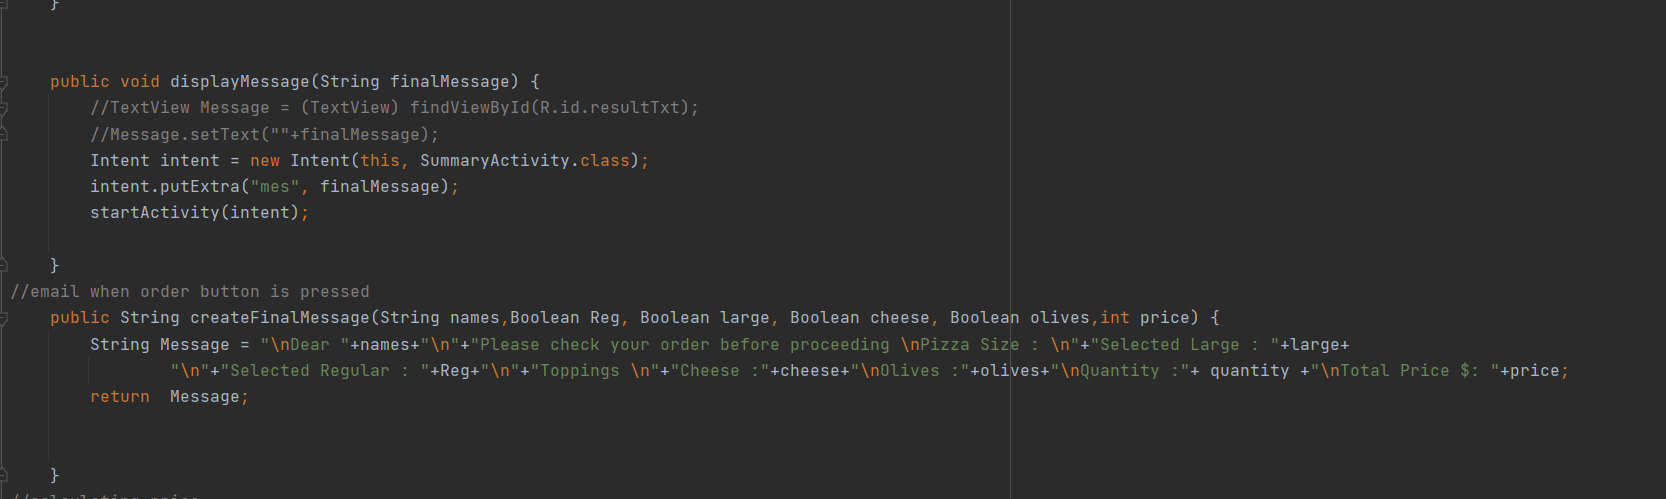 }
public void displayMessage(String finalMessage) {
//TextView Message = (TextView) findViewById(R.id.resultTxt);
//Message.setText(""+finalMessage);
Intent intent = new Intent(this, SummaryActivity.class);
intent.putExtra("mes", finalMessage);
startActivity(intent);
}
//email when order button is pressed
public String createFinalMessage(String names,Boolean Reg, Boolean large, Boolean cheese, Boolean olives,int price) {
String Message = "\nDear "+names+"\n"+"Please check your order before proceeding \nPizza Size : \n"+"Selected Large : "+large+
"\n"+"Selected Regular : "+Reg+"\n"+"Toppings \n"+"Cheese :"+cheese+"\nOlives :"+olives+"\nQuantity :"+ quantity +"\nTotal Price $: "+price;
return  Message;
}
//calculating price